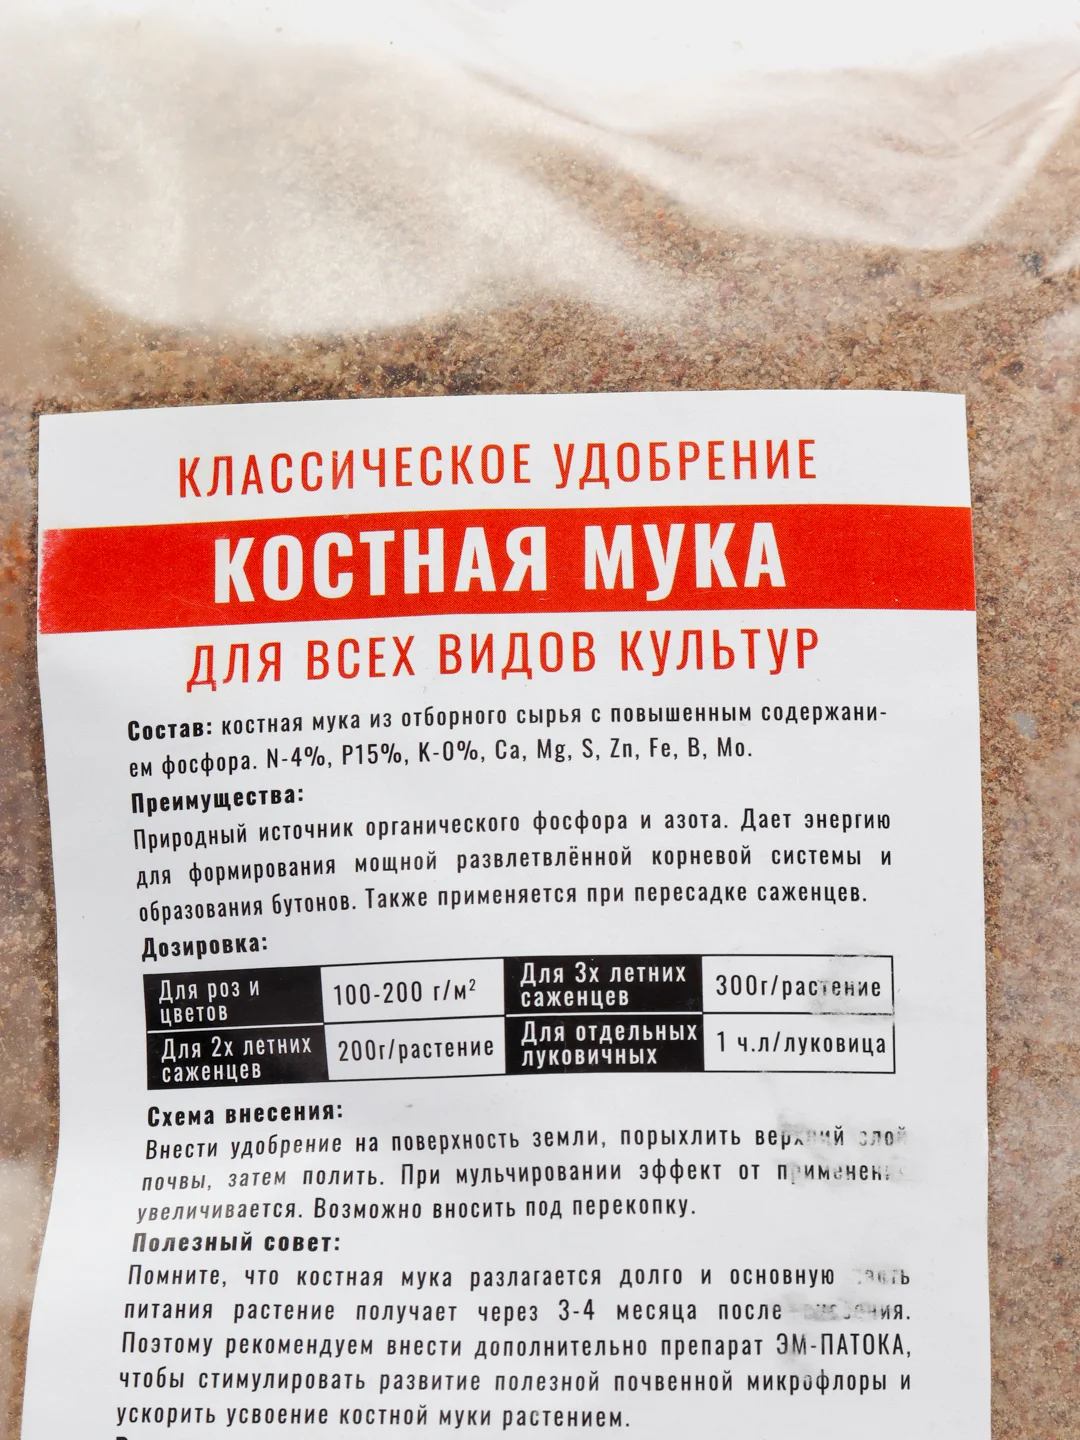 КЛАССИЧЕСКОЕ УДОБРЕНИЕ
КОСТНАЯ МУКА
ДЛЯ ВСЕХ ВИДОВ КУЛЬТУР
Состав: костная мука из отборного сырья с повышенным содержани-
ем фосфора. N-4%, P15%, K-0%, Ca, Mg, S, Zn, Fe, B, Mo.
Преимущества:
Природный источник органического фосфора и азота. Дает энергию
для формирования мощной развлетвлённой корневой системы и
образования бутонов. Также применяется при пересадке саженцев.
Дозировка:
Для роз и
цветов
100-200 г/м²
Для 3х летних
саженцев
300г/растение
Для 2х летних
саженцев
200г/растение
Для отдельных
луковичных
1 ч.л/луковица
Схема внесения:
Внести удобрение на поверхность земли, порыхлить верхний слой
почвы, затем полить. При мульчировании эффект от
увеличивается. Возможно вносить под перекопку.
Полезный совет:
Помните, что костная мука разлагается долго и основную часть
питания растение получает через 3-4 месяца после
Поэтому рекомендуем внести дополнительно препарат ЭМ-ПАТОКА,
чтобы стимулировать развитие полезной почвенной микрофлоры и
ускорить усвоение костной муки растением.